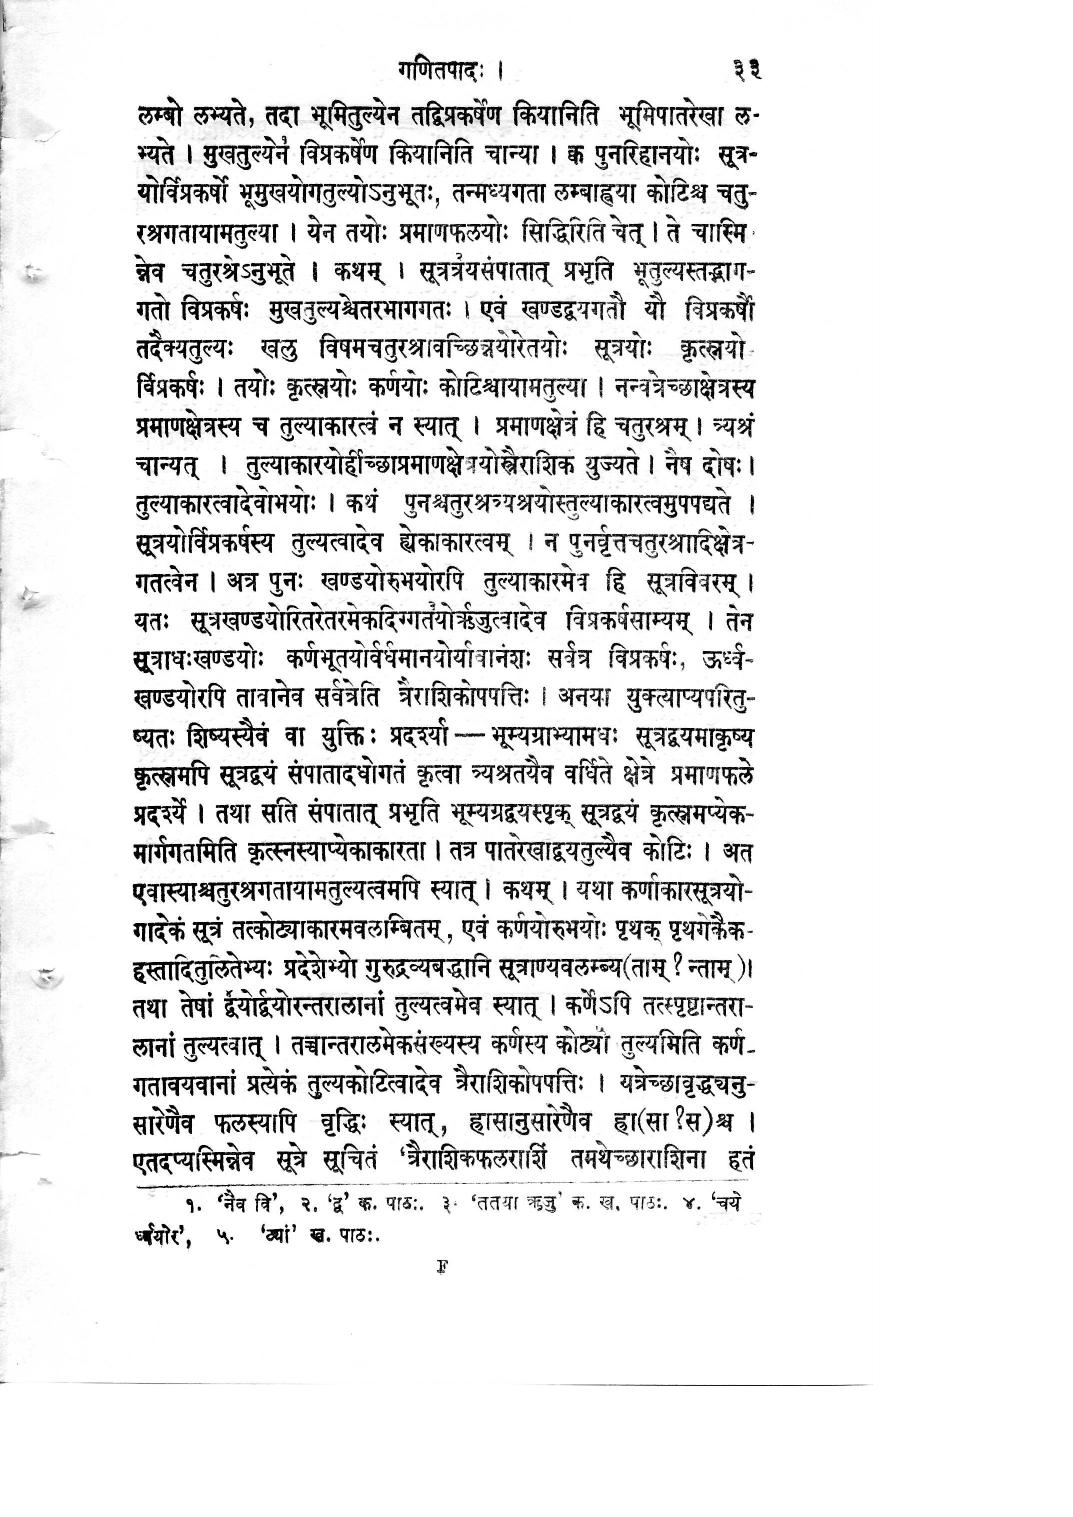 गणितपादः । ३३
लम्बो लभ्यते, तदा भूमितुल्येन तद्विप्रकर्षेण कियानिति भूमिपातरेखा ल-
भ्यते । मुखतुल्येनं विप्रकर्षेण कियानिति चान्या । क्व पुनरिहानयोः सूत्र-
योर्विप्रकर्षो भूमुखयोगतुल्योऽनुभूतः, तन्मध्यगता लम्बाह्वया कोटिश्च चतु-
रश्रगतायामतुल्या । येन तयोः प्रमाणफलयोः सिद्धिरिति चेत् । ते चास्मि
न्नेव चतुरश्रेऽनुभूते । कथम् । सूत्रत्रयसंपातात् प्रभृति भूतुल्यस्तद्भाग-
गतो विप्रकर्षः मुखतुल्यश्चेतरभागगतः । एवं खण्डद्वयगतौ यौ विप्रकर्षौ
तदैक्यतुल्यः खलु विषमचतुरश्रावच्छिन्नयोरेतयोः सूत्रयोः कृत्स्नयो-
र्विप्रकर्षः । तयोः कृत्स्नयोः कर्णयोः कोटिश्चायामतुल्या । नन्वत्रेच्छाक्षेत्रस्य
प्रमाणक्षेत्रस्य च तुल्याकारत्वं न स्यात् । प्रमाणक्षेत्रं हि चतुरश्रम् । त्र्यश्रं
चान्यत् । तुल्याकारयोर्हीच्छाप्रमाणक्षेत्रयोस्त्रैराशिक युज्यते । नैष दोषः ।
तुल्याकारत्वादेवोभयोः । कथं पुनश्चतुरश्रत्र्यश्रयोस्तुल्याकारत्वमुपपद्यते ।
सूत्रयोर्विप्रकर्षस्य तुल्यत्वादेव ह्येकाकारत्वम् । न पुनर्वृत्तचतुरश्रादिक्षेत्र-
गतत्वेन । अत्र पुनः खण्डयोरुभयोरपि तुल्याकारमेव हि सूत्रविवरम् ।
यतः सूत्रखण्डयोरितरेतरमेकदिग्गतयोर्ऋजुत्वादेव विप्रकर्षसाम्यम् । तेन
सूत्राधःखण्डयोः कर्णभूतयोर्वर्धमानयोर्यावानंशः सर्वत्र विप्रकर्षः, ऊर्ध्व-
खण्डयोरपि तावानेव सर्वत्रेति त्रैराशिकोपपत्तिः । अनया युक्त्याप्यपरितु-
ष्यतः शिष्यस्यैवं वा युक्तिः प्रदर्श्या — भूम्यग्राभ्यामधः सूत्रद्वयमाकृष्य
कृत्स्नमपि सूत्रद्वयं संपातादधोगतं कृत्वा त्र्यश्रतयैव वर्धिते क्षेत्रे प्रमाणफले
प्रदर्श्ये । तथा सति संपातात् प्रभृति भूम्यग्रद्वयस्पृक् सूत्रद्वयं कृत्स्नमप्येक-
मार्गगतमिति कृत्स्नस्याप्येकाकारता । तत्र पातरेखाद्वयतुल्यैव कोटिः । अत
एवास्याश्चतुरश्रगतायामतुल्यत्वमपि स्यात् । कथम् । यथा कर्णाकारसूत्रयो-
गादेकं सूत्रं तत्कोट्याकारमवलम्बितम्, एवं कर्णयोरुभयोः पृथक् पृथगेकैक-
हस्तादितुलितेभ्यः प्रदेशेभ्यो गुरुद्रव्यबद्धानि सूत्राण्यवलम्ब्य(ताम् ? न्ताम्)।
तथा तेषां द्वयोर्द्वयोरन्तरालानां तुल्यत्वमेव स्यात् । कर्णेऽपि तत्स्पृष्टान्तरा-
लानां तुल्यत्वात् । तच्चान्तरालमेकसंख्यस्य कर्णस्य कोट्या तुल्यमिति कर्ण-
गतावयवानां प्रत्येकं तुल्यकोटित्वादेव त्रैराशिकोपपत्तिः । यत्रेच्छावृद्ध्यनु-
सारेणैव फलस्यापि वृद्धिः स्यात्, ह्रासानुसारेणैव ह्रा(सा ? स)श्च ।
एतदप्यस्मिन्नेव सूत्रे सूचितं 'त्रैराशिकफलराशिं तमथेच्छाराशिना हतं
१. 'नैव वि', २. 'द्व' क. पाठः. ३. 'ततया ऋजु' क. ख. पाठः. ४. 'चये
र्ध्वयोर', ५. 'ट्यां' ख. पाठः.
F